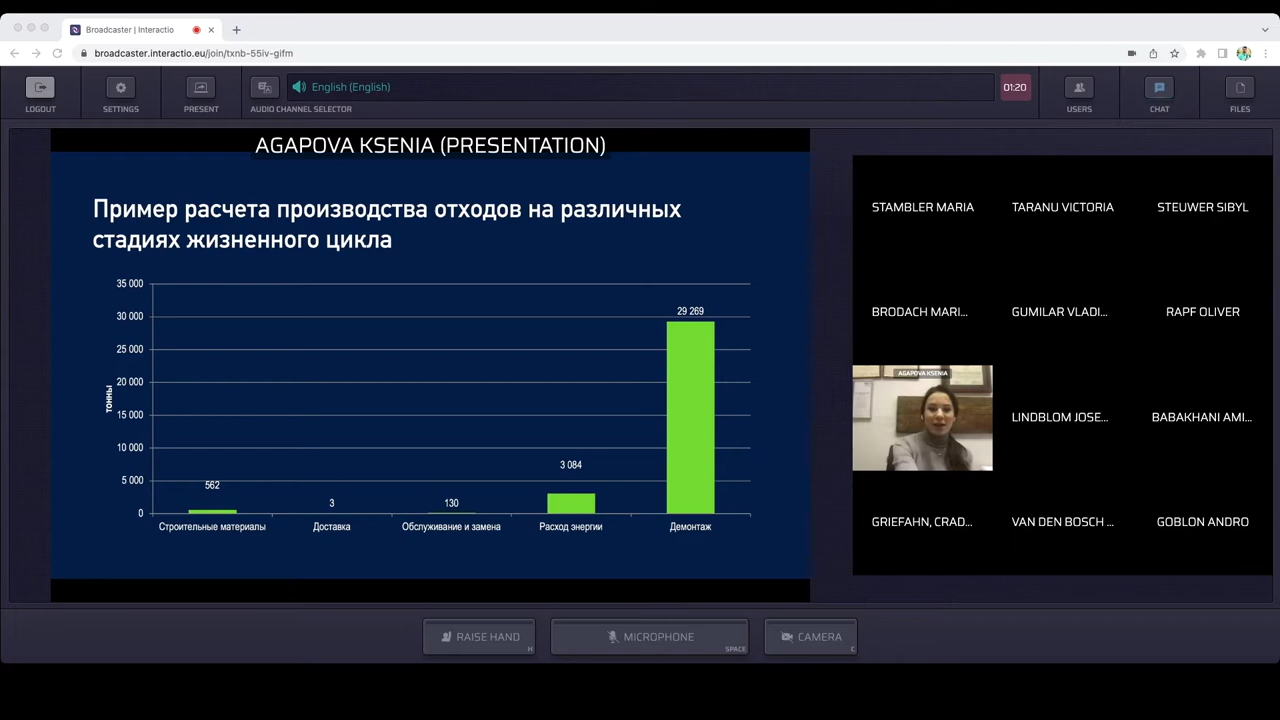 Broadcaster | Interactio
broadcaster.interactio.eu/join/txnb-55iv-gifm
LOGOUT
SETTINGS
PRESENT
AUDIO CHANNEL SELECTOR
English (English)
01:20
USERS
CHAT
FILES
AGAPOVA KSENIA (PRESENTATION)
Пример расчета производства отходов на различных
стадиях жизненного цикла
тонны
35 000
30 000
25 000
20 000
15 000
10 000
5 000
0
562
3
130
3 084
29 269
Строительные материалы
Доставка
Обслуживание и замена
Расход энергии
Демонтаж
STAMBLER MARIA
TARANU VICTORIA
STEUWER SIBYL
BRODACH MARI...
GUMILAR VLADI...
RAPF OLIVER
AGAPOVA KSENIA
LINDBLOM JOSE...
BABAKHANI AMI...
GRIEFAHN, CRAD...
VAN DEN BOSCH ...
GOBLON ANDRO
RAISE HAND
H
MICROPHONE
SPACE
CAMERA
C